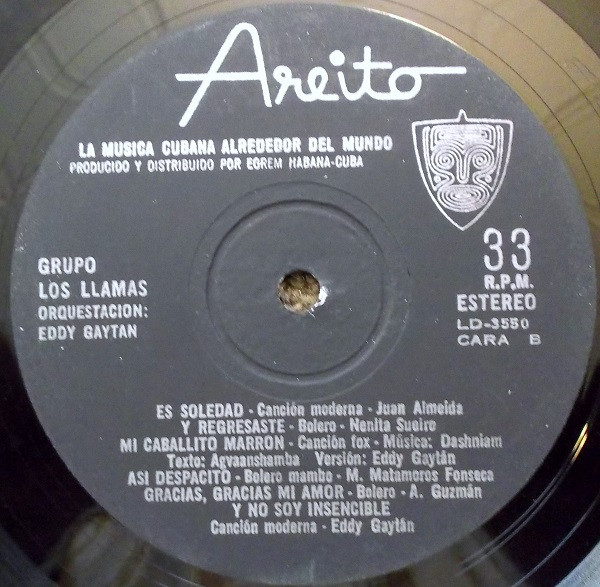 Areito
LA MUSICA CUBANA ALREDEDOR DEL MUNDO
PRODUCIDO Y DISTRIBUIDO POR EGREM HABANA-CUBA
33
R.P.M.
ESTEREO
LD-3550
CARA B
GRUPO
LOS LLAMAS
ORQUESTACION:
EDDY GAYTAN
ES SOLEDAD - Canción moderna - Juan Almeida
Y REGRESASTE - Bolero - Nenita Sueiro
MI CABALLITO MARRON - Canción fox - Música: Dashniam
Texto: Agvaanshamba Versión: Eddy Gaytán
ASI DESPACITO - Bolero mambo - M. Matamoros Fonseca
GRACIAS, GRACIAS MI AMOR - Bolero - A. Guzmán
Y NO SOY INSENCIBLE
Canción moderna - Eddy Gaytán